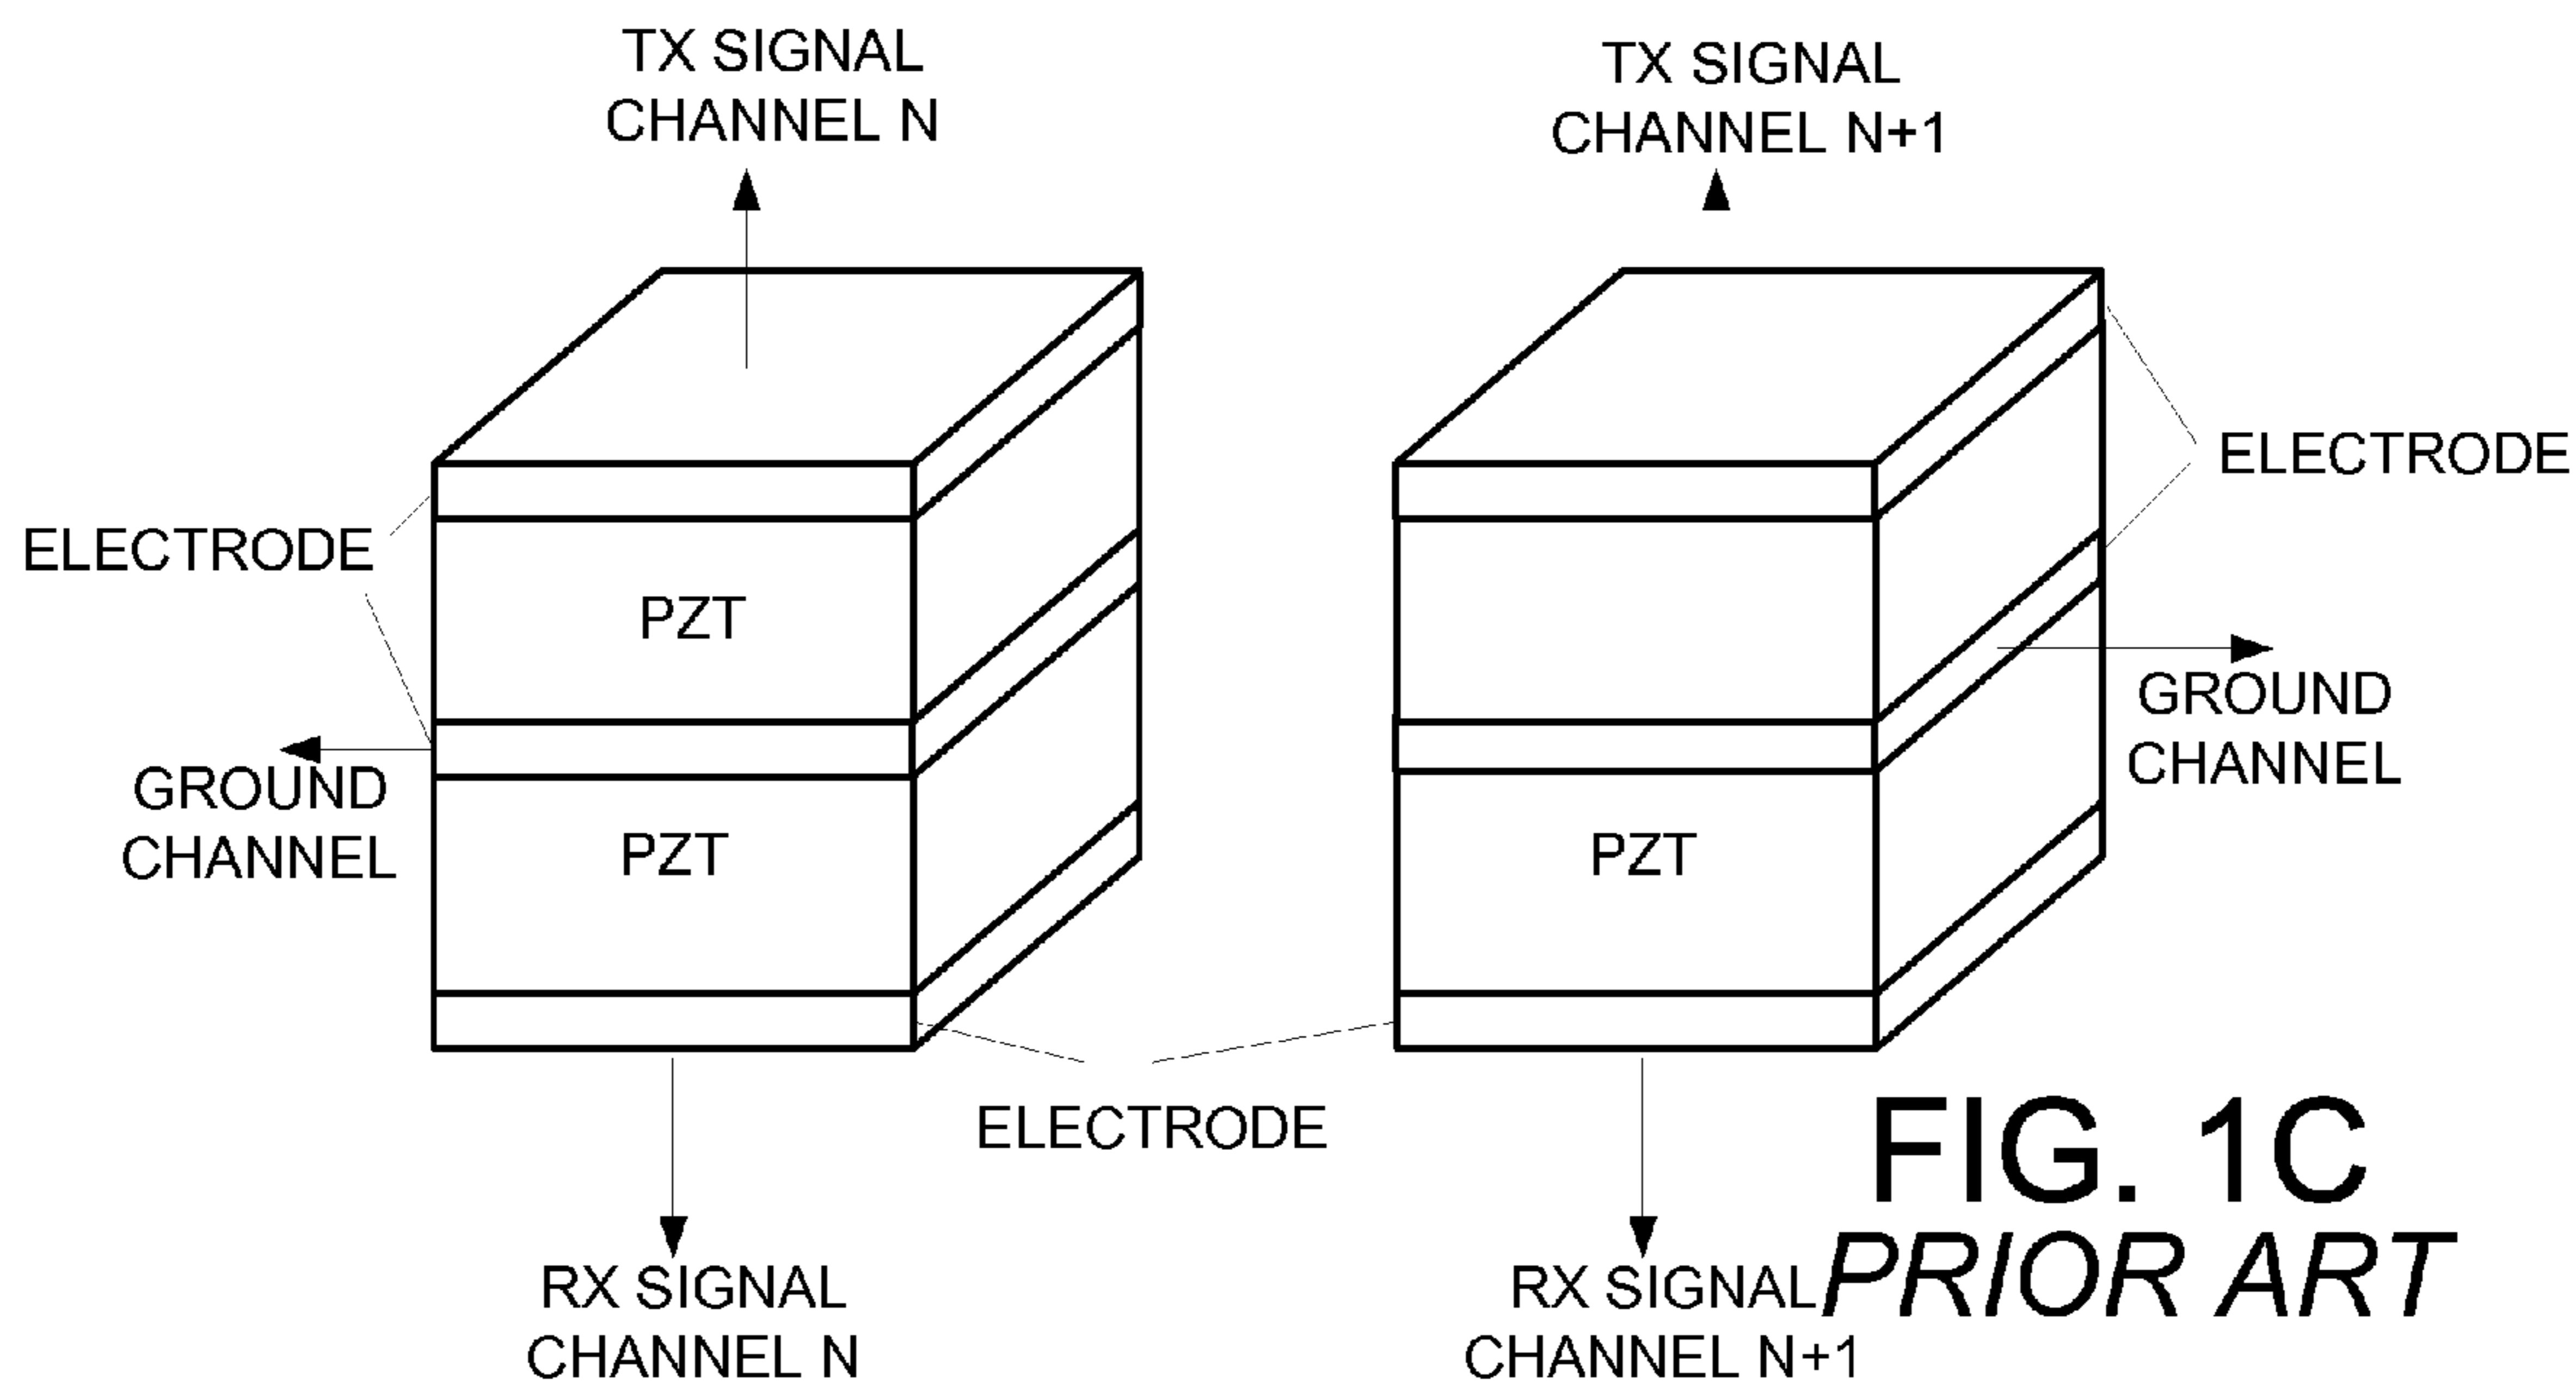 TX SIGNAL
CHANNEL N
TX SIGNAL
CHANNEL N+1
ELECTRODE
ELECTRODE
PZT
GROUND
CHANNEL
GROUND
CHANNEL
PZT
PZT
ELECTRODE
RX SIGNAL
CHANNEL N
RX SIGNAL
CHANNEL N+1
FIG. 1C
PRIOR ART